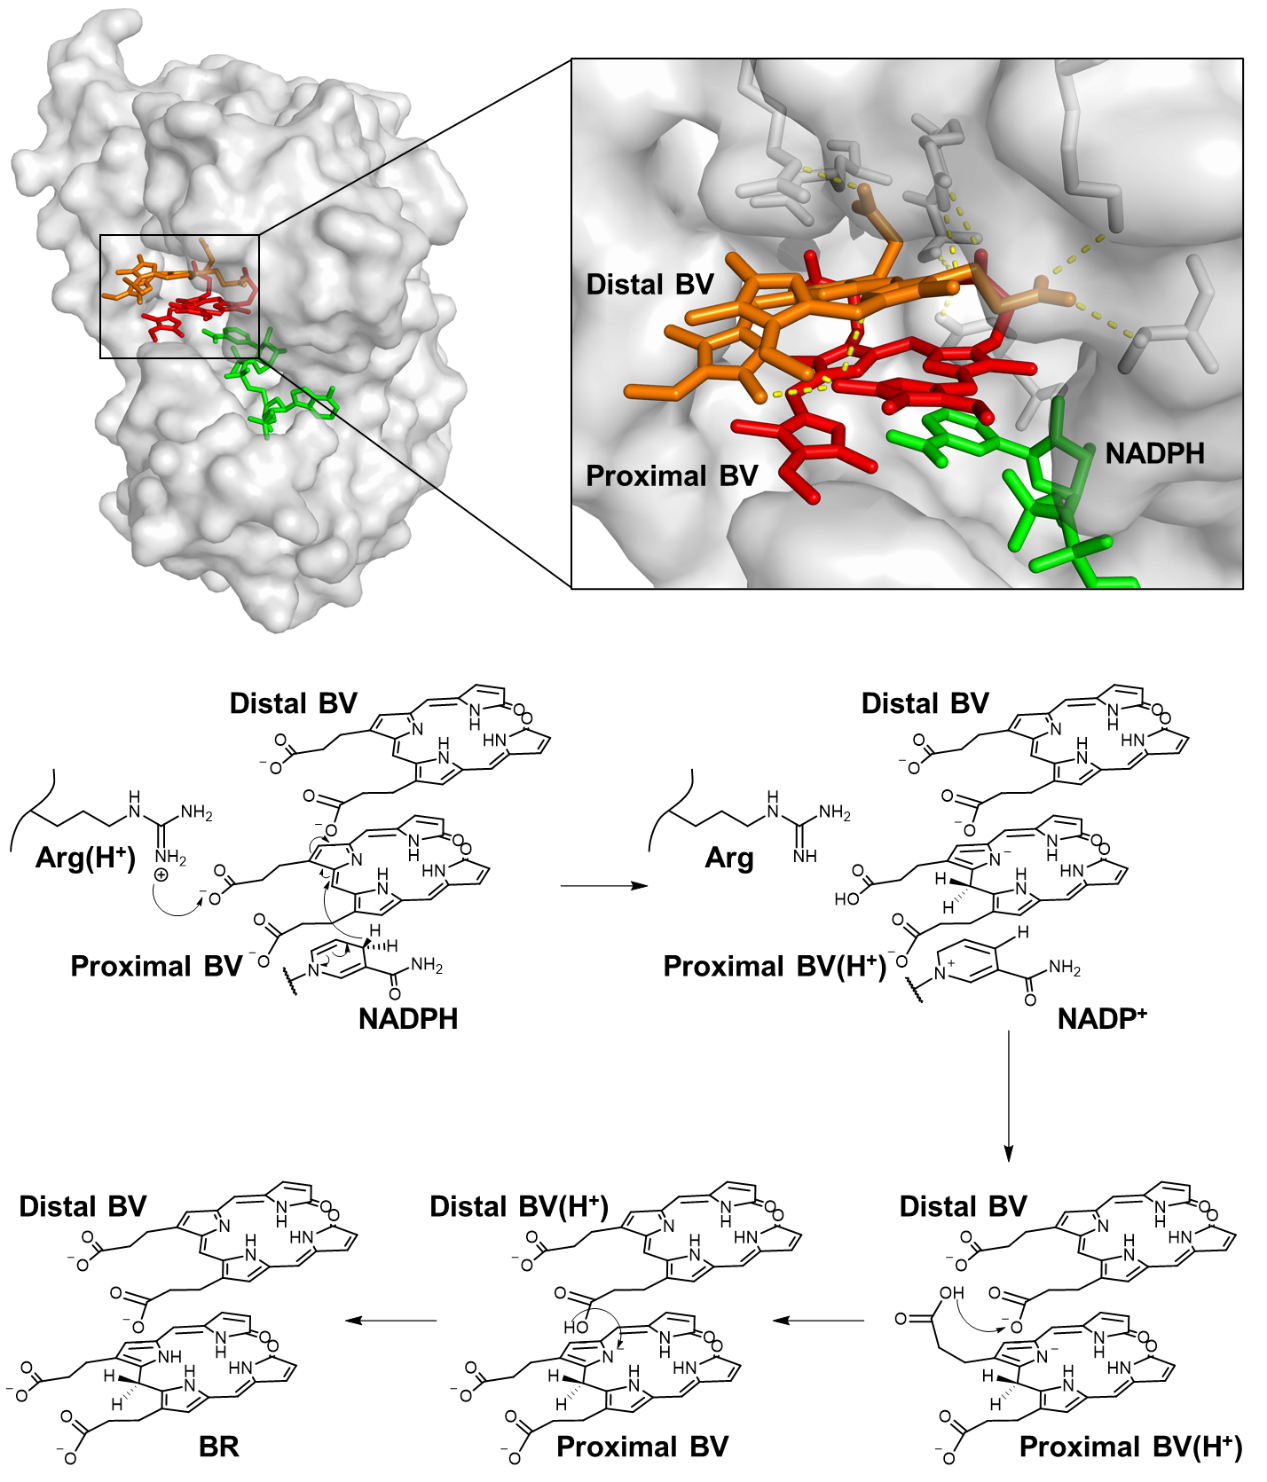 Distal BV
Proximal BV
NADPH
Distal BV
Distal BV
Arg(H⁺)
Arg
Proximal BV
Proximal BV(H⁺)
NADPH
NADP⁺
Distal BV
Distal BV(H⁺)
Distal BV
BR
Proximal BV
Proximal BV(H⁺)